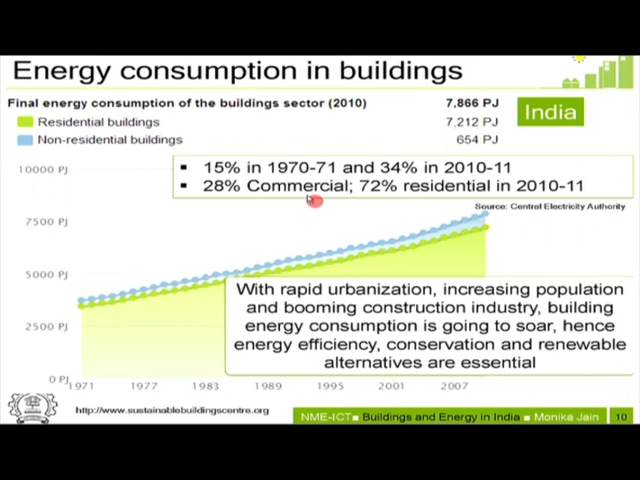 Energy consumption in buildings
Final energy consumption of the buildings sector (2010) 7,866 PJ
Residential buildings 7,212 PJ
Non-residential buildings 654 PJ
India
10000 PJ
▪ 15% in 1970-71 and 34% in 2010-11
▪ 28% Commercial; 72% residential in 2010-11
Source: Central Electricity Authority
7500 PJ
5000 PJ
With rapid urbanization, increasing population
and booming construction industry, building
energy consumption is going to soar, hence
energy efficiency, conservation and renewable
alternatives are essential
2500 PJ
0 PJ
1971 1977 1983 1989 1995 2001 2007
http://www.sustainablebuildingscentre.org
NME-ICT ■ Buildings and Energy in India ■ Monika Jain 10